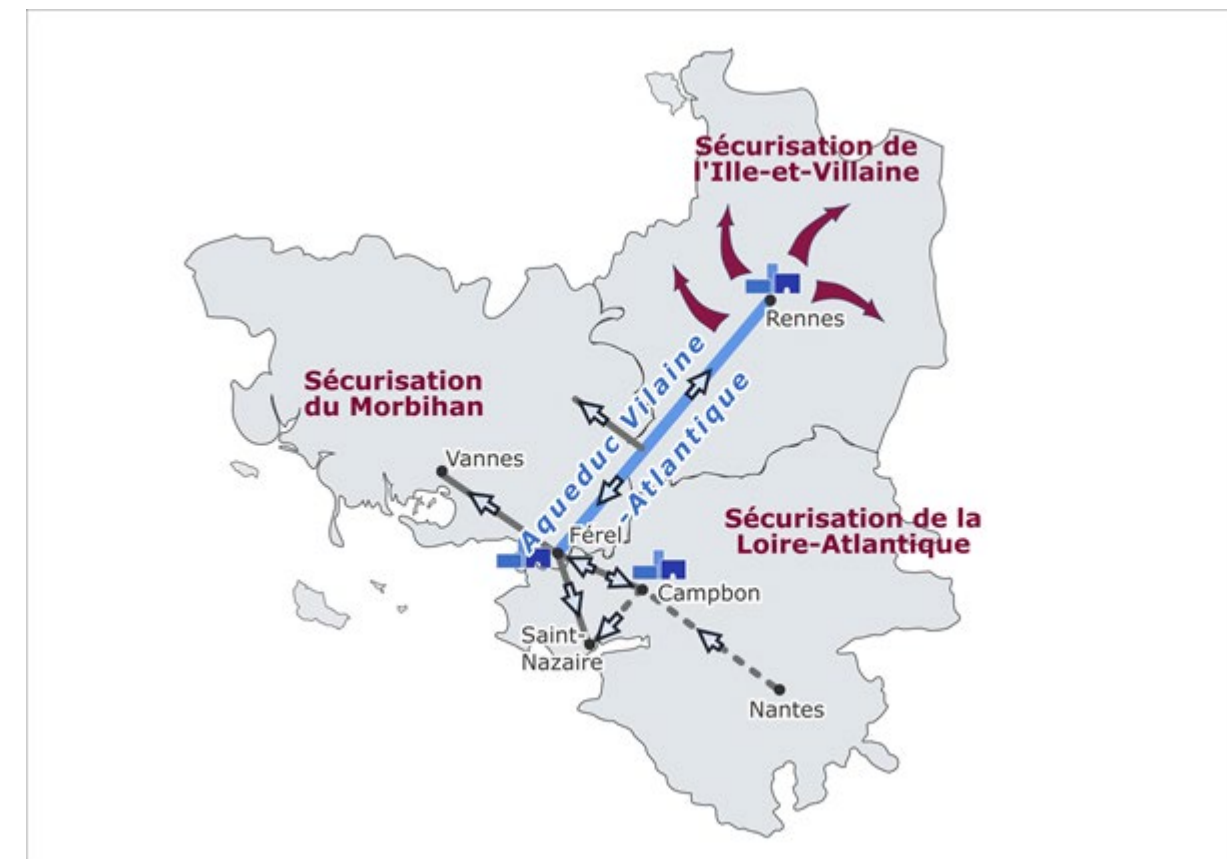 Sécurisation de
l'Ille-et-Villaine
Rennes
Aqueduc Vilaine
-Atlantique
Sécurisation
du Morbihan
Vannes
Sécurisation de la
Loire-Atlantique
Férel
Campbon
Saint-
Nazaire
Nantes